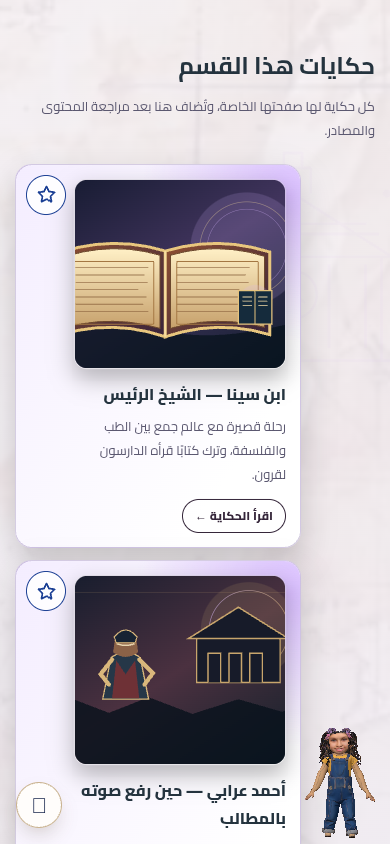 حكايات هذا القسم
كل حكاية لها صفحتها الخاصة، وتُضاف هنا بعد مراجعة المحتوى
والمصادر.
ابن سينا — الشيخ الرئيس
رحلة قصيرة مع عالم جمع بين الطب
والفلسفة، وترك كتابًا قرأه الدارسون
لقرون.
اقرأ الحكاية ←
أحمد عرابي — حين رفع صوته
بالمطالب